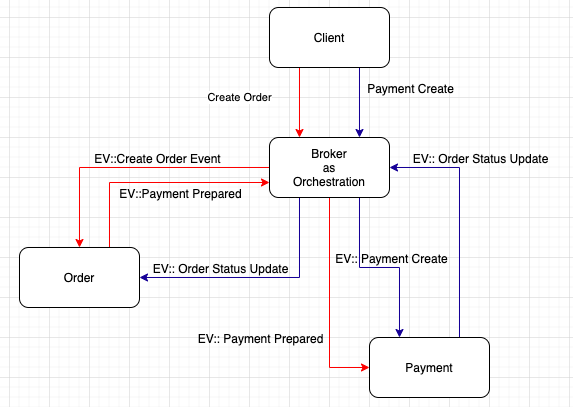 Client
Create Order
Payment Create
EV::Create Order Event
Broker
as
Orchestration
EV:: Order Status Update
EV::Payment Prepared
Order
EV:: Order Status Update
EV:: Payment Create
EV:: Payment Prepared
Payment